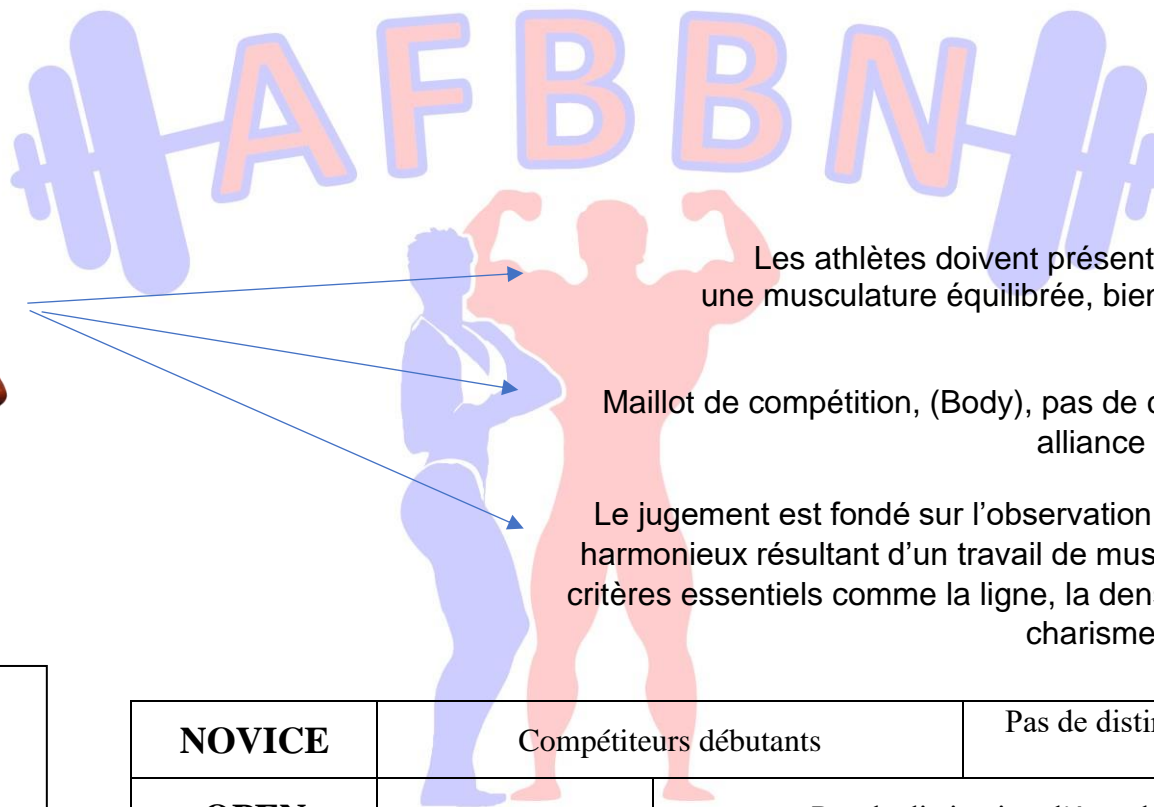 AFBBN
Les athlètes doivent présent
une musculature équilibrée, bien
Maillot de compétition, (Body), pas de
alliance
Le jugement est fondé sur l’observation
harmonieux résultant d’un travail de mus
critères essentiels comme la ligne, la den
charisme
NOVICE
Compétiteurs débutants
Pas de distin